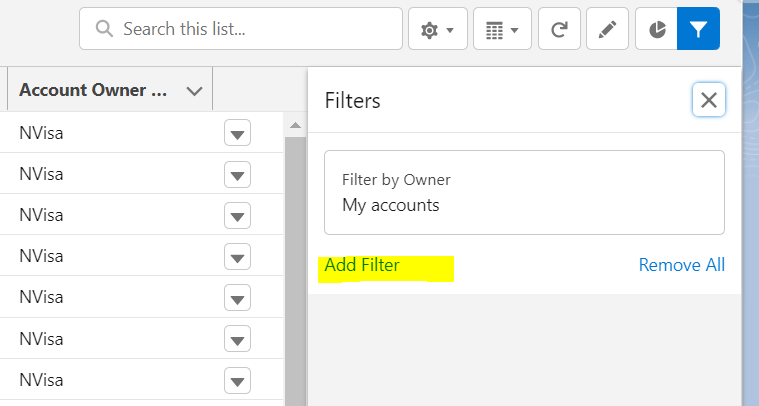 Search this list...
Account Owner ...
NVisa
NVisa
NVisa
NVisa
NVisa
NVisa
NVisa
Filters
Filter by Owner
My accounts
Add Filter
Remove All